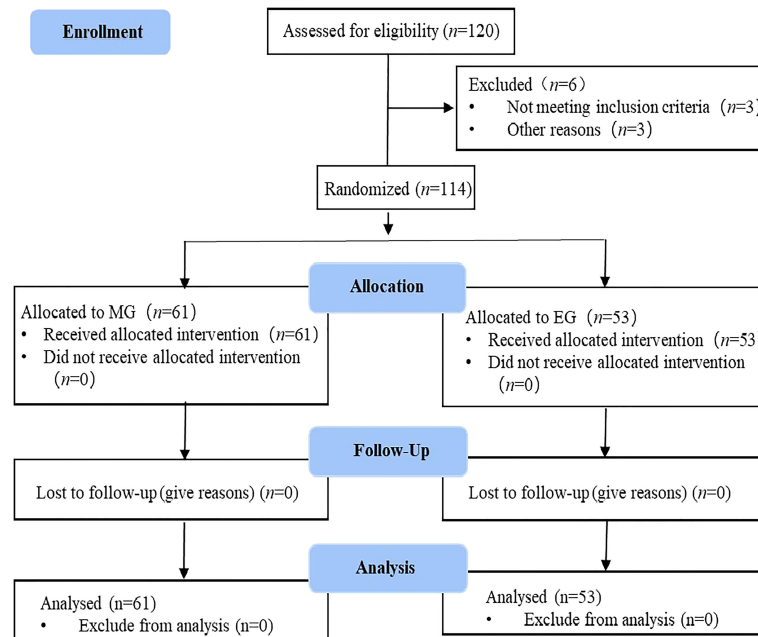 Enrollment
Assessed for eligibility (n=120)
Excluded（n=6）
• Not meeting inclusion criteria（n=3）
• Other reasons（n=3）
Randomized (n=114)
Allocation
Allocated to MG（n=61）
• Received allocated intervention（n=61）
• Did not receive allocated intervention
（n=0）
Allocated to EG（n=53）
• Received allocated intervention（n=53
• Did not receive allocated intervention
（n=0）
Follow-Up
Lost to follow-up (give reasons) (n=0)
Lost to follow-up (give reasons) (n=0)
Analysis
Analysed (n=61)
• Exclude from analysis (n=0)
Analysed (n=53)
• Exclude from analysis (n=0)